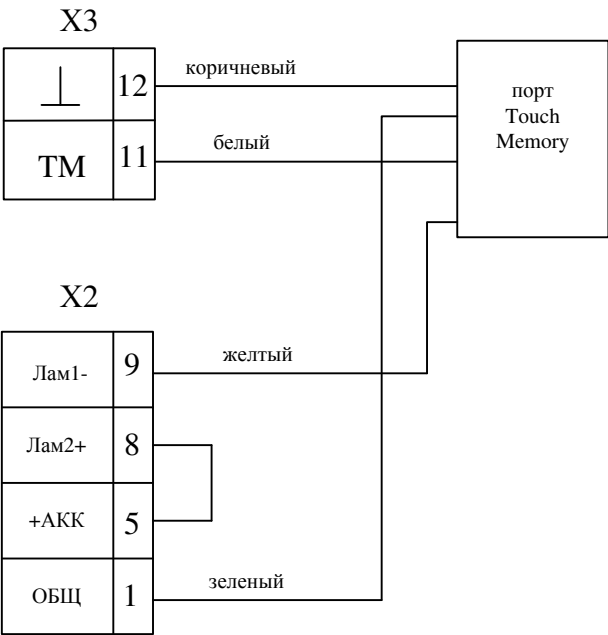 X3
12
коричневый
11
TM
белый
порт
Touch
Memory
X2
Лам1-
9
желтый
Лам2+
8
+АКК
5
ОБЩ
1
зеленый